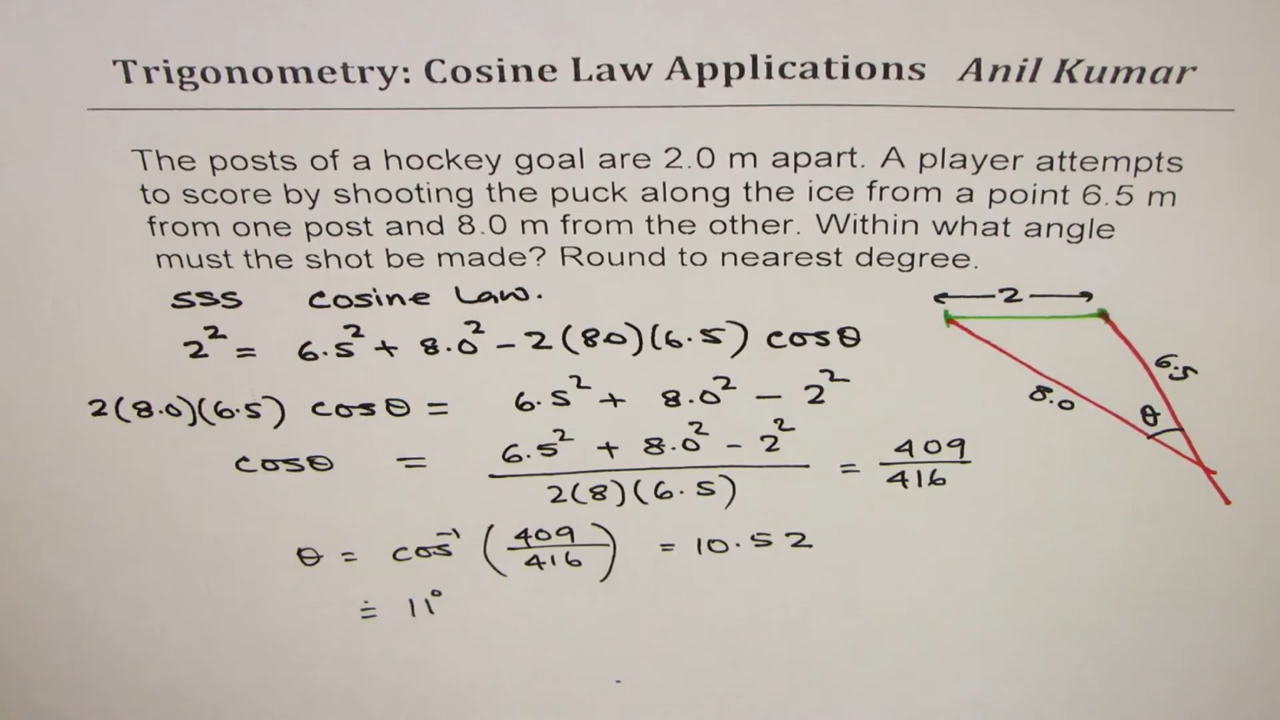 Trigonometry: Cosine Law Applications Anil Kumar
The posts of a hockey goal are 2.0 m apart. A player attempts
to score by shooting the puck along the ice from a point 6.5 m
from one post and 8.0 m from the other. Within what angle
must the shot be made? Round to nearest degree.
SSS Cosine Law.
2² = 6.5² + 8.0² - 2(80)(6.5) cosθ
2(8.0)(6.5) cosθ = 6.5² + 8.0² - 2²
cosθ = (6.5² + 8.0² - 2²)/(2(8)(6.5)) = 409/416
θ = cos⁻¹ (409/416) = 10.52
≐ 11°
2
6.5
8.0
θ